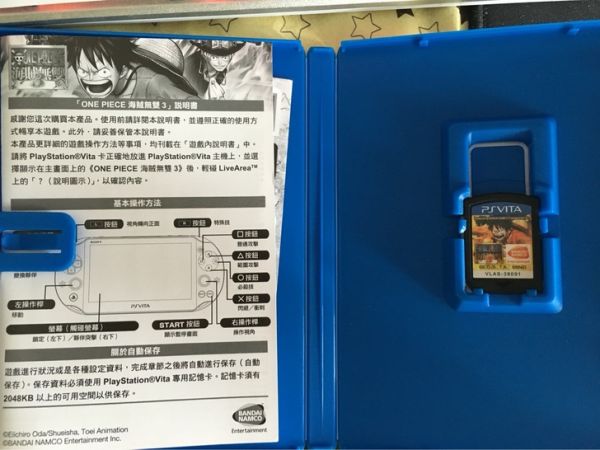 「ONE PIECE 海賊無雙 3」說明書
感謝您這次購買本產品。使用前請詳閱本說明書，並遵照正確的使用方
式暢享本遊戲。此外，請妥善保管本說明書。
本產品更詳細的遊戲操作方法等事項，均刊載在「遊戲內說明書」中。
請將 PlayStation®Vita 卡正確地放進 PlayStation®Vita 主機上，並選
擇顯示在主畫面上的《ONE PIECE 海賊無雙 3》後，輕碰 LiveArea™
上的「？（說明圖示）」，以確認內容。
基本操作方法
L 按鈕
視角轉向正面
R 按鈕
特殊技
□ 按鈕
普通攻擊
△ 按鈕
範圍攻擊
○ 按鈕
必殺技
✕ 按鈕
閃躲／衝刺
變換夥伴
SONY
PSVITA
左操作桿
移動
螢幕（觸碰螢幕）
鎖定（左下）／夥伴突擊（右下）
START 按鈕
顯示暫停畫面
右操作桿
操作視角
關於自動保存
遊戲進行狀況或是各種設定資料，完成章節之後將自動進行保存（自動
保存）。保存資料必須使用 PlayStation®Vita 專用記憶卡。記憶卡須有
2048KB 以上的可用空間以供保存。
BANDAI
NAMCO
Entertainment
©Eiichiro Oda/Shueisha, Toei Animation
©BANDAI NAMCO Entertainment Inc.
PSVITA
VLAS-38091